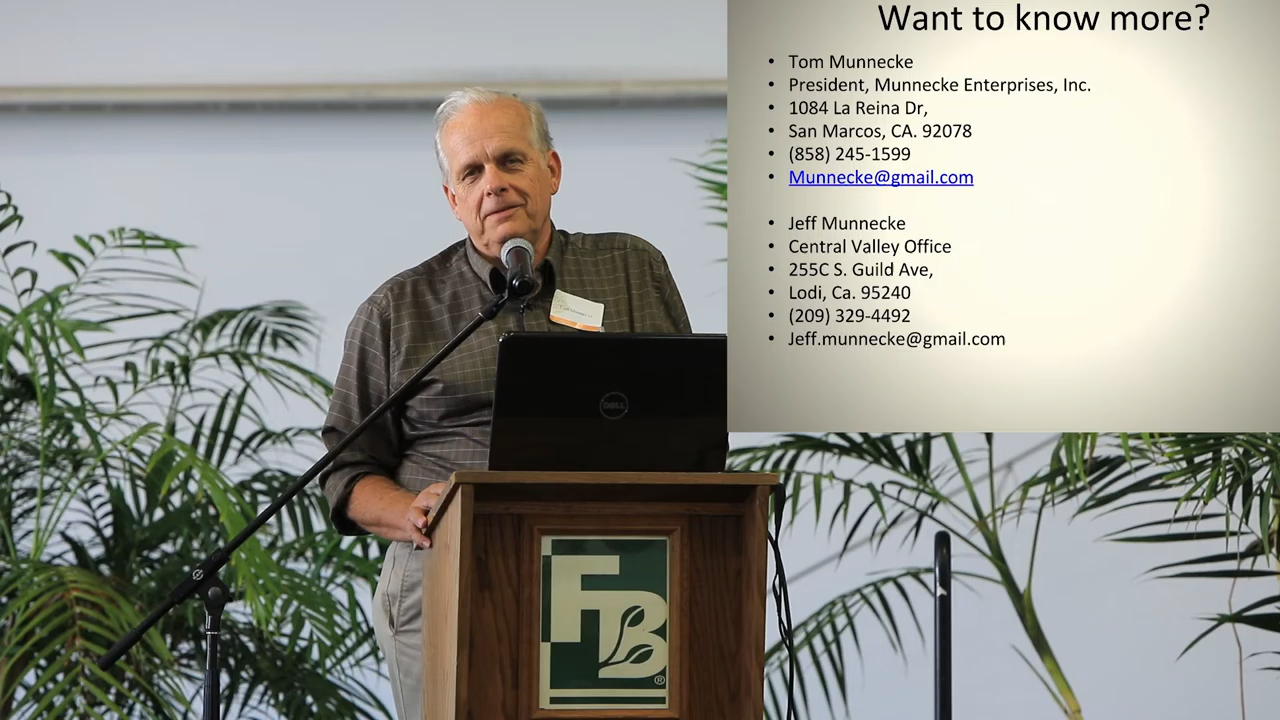 Want to know more?
• Tom Munnecke
• President, Munnecke Enterprises, Inc.
• 1084 La Reina Dr,
• San Marcos, CA. 92078
• (858) 245-1599
• Munnecke@gmail.com
• Jeff Munnecke
• Central Valley Office
• 255C S. Guild Ave,
• Lodi, Ca. 95240
• (209) 329-4492
• Jeff.munnecke@gmail.com
DELL
FB
®